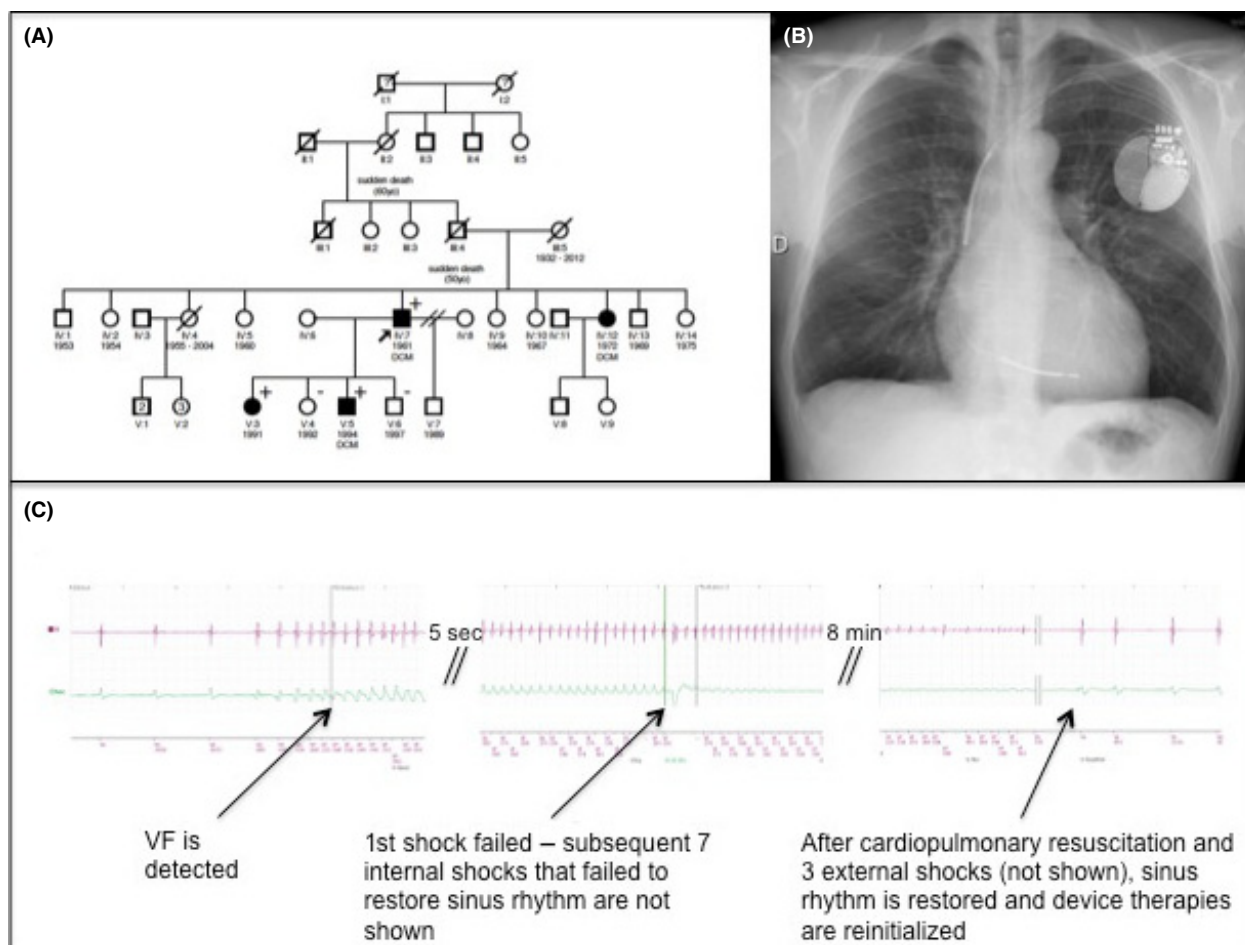 (A)
(B)
I:1
I:2
II:1
II:2
II:3
II:4
II:5
sudden death
(60yo)
III:1
III:2
III:3
III:4
III:5
1932 - 2012
sudden death
(50yo)
+
IV:1
1953
IV:2
1954
IV:3
IV:4
1955 - 2004
IV:5
1960
IV:6
IV:7
1961
DCM
IV:8
IV:9
1964
IV:10
1967
IV:11
IV:12
1972
DCM
IV:13
1969
IV:14
1975
2
V:1
3
V:2
+
V:3
1991
-
V:4
1992
+
V:5
1994
DCM
-
V:6
1997
V:7
1989
V:8
V:9
D
(C)
5 sec
8 min
VF is
detected
1st shock failed – subsequent 7
internal shocks that failed to
restore sinus rhythm are not
shown
After cardiopulmonary resuscitation and
3 external shocks (not shown), sinus
rhythm is restored and device therapies
are reinitialized